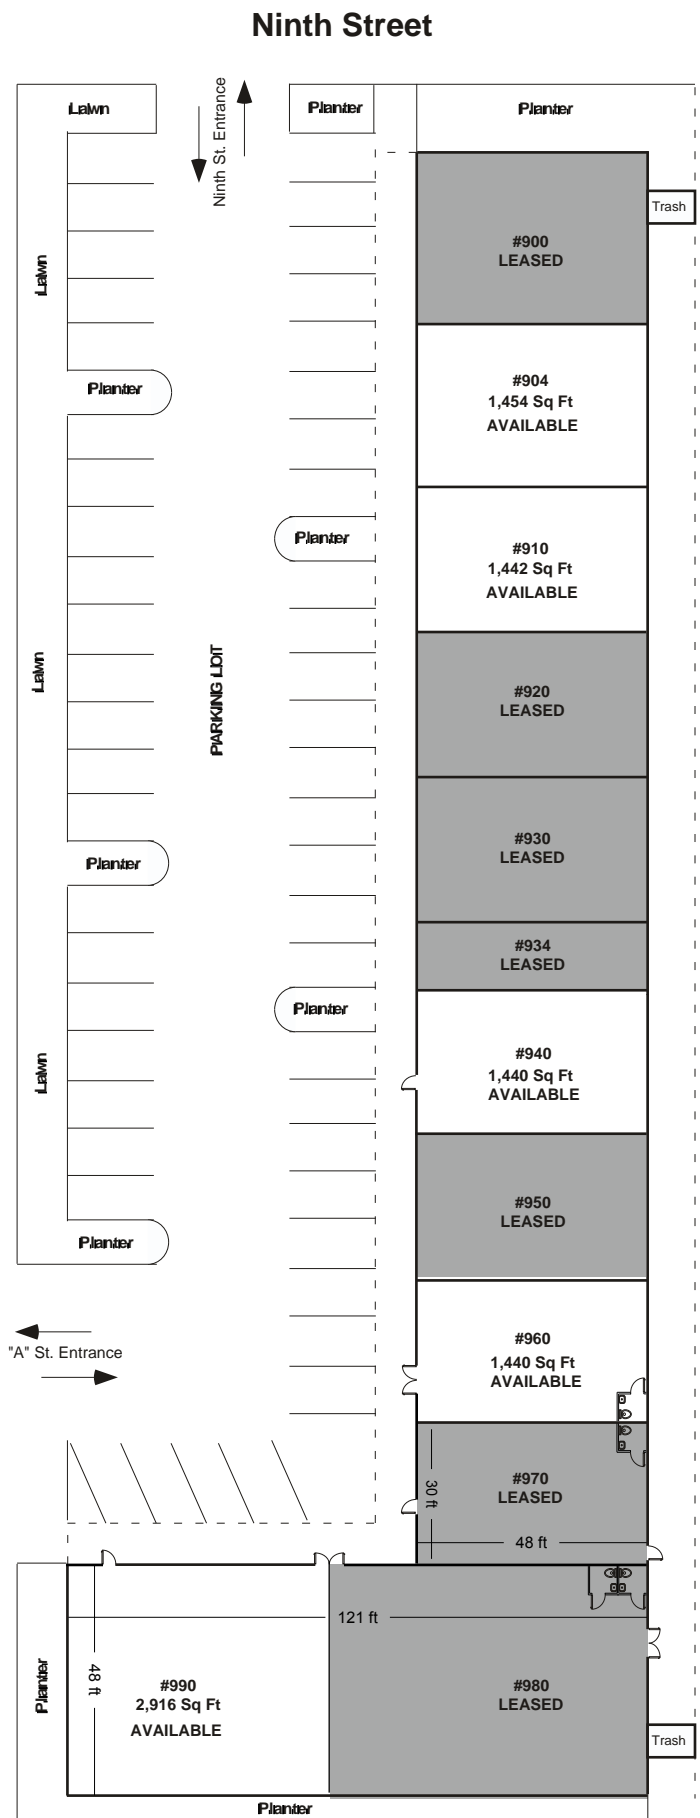 Ninth Street
Lawn
Ninth St. Entrance
Planter
Planter
Trash
#900
LEASED
Lawn
#904
1,454 Sq Ft
AVAILABLE
Planter
Planter
#910
1,442 Sq Ft
AVAILABLE
Lawn
PARKING LOT
#920
LEASED
#930
LEASED
Planter
#934
LEASED
Planter
#940
1,440 Sq Ft
AVAILABLE
Lawn
#950
LEASED
Planter
"A" St. Entrance
#960
1,440 Sq Ft
AVAILABLE
#970
LEASED
30 ft
48 ft
121 ft
48 ft
Planter
#990
2,916 Sq Ft
AVAILABLE
#980
LEASED
Trash
Planter